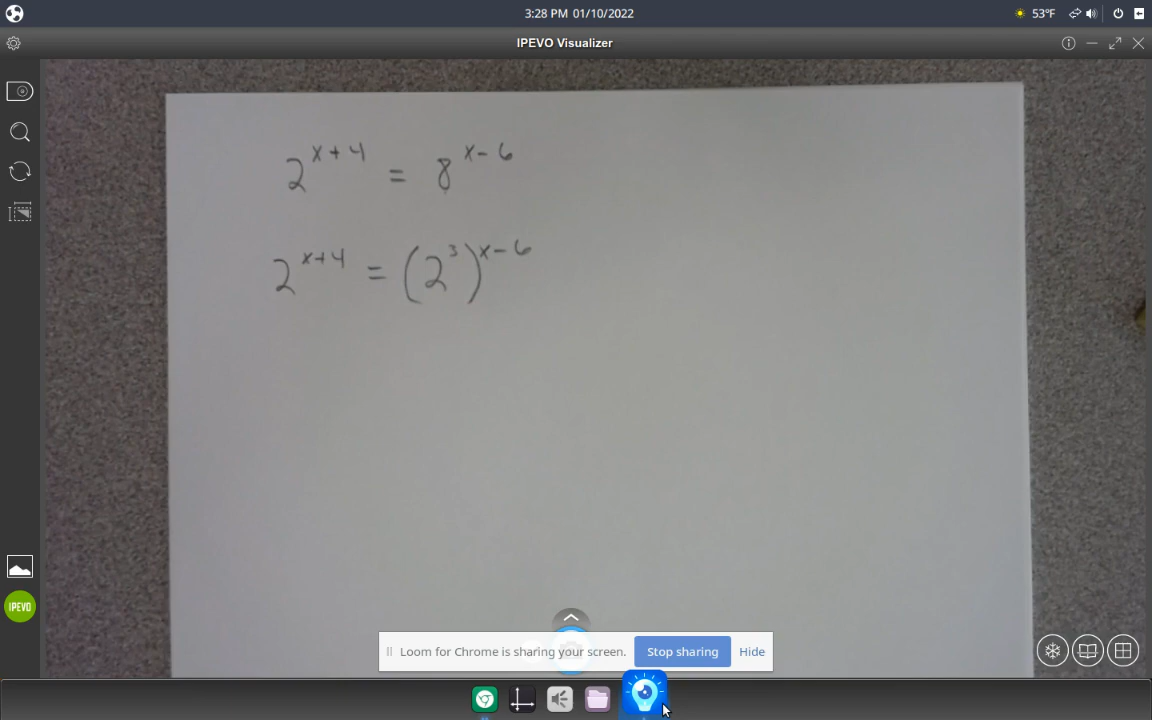 3:28 PM 01/10/2022
53°F
IPEVO Visualizer
2^{x+4} = 8^{x-6}
2^{x+4} = (2^3)^{x-6}
IPEVO
Loom for Chrome is sharing your screen.
Stop sharing
Hide